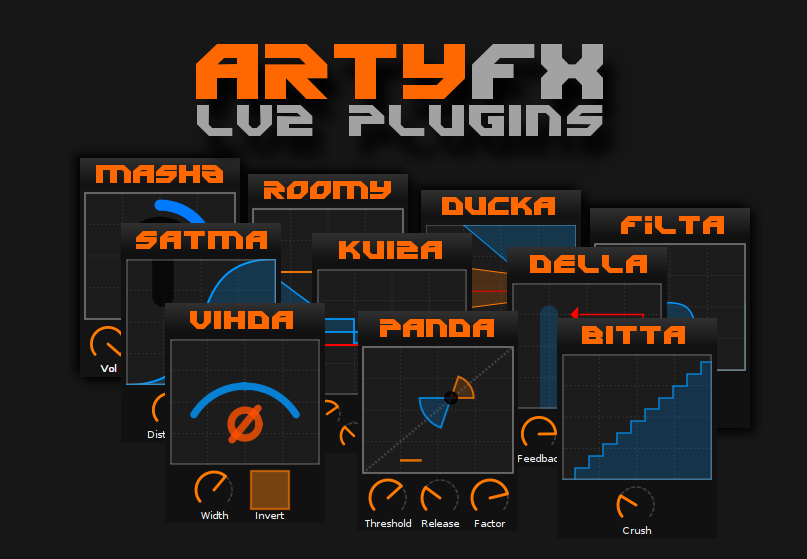 ARTYFX
LV2 PLUGINS
MASHA
ROOMY
DUCKA
FILTA
SATMA
KUIZA
DELLA
VIHDA
PANDA
BITTA
Vol
Dist
Feedbac
Width
Invert
Threshold
Release
Factor
Crush